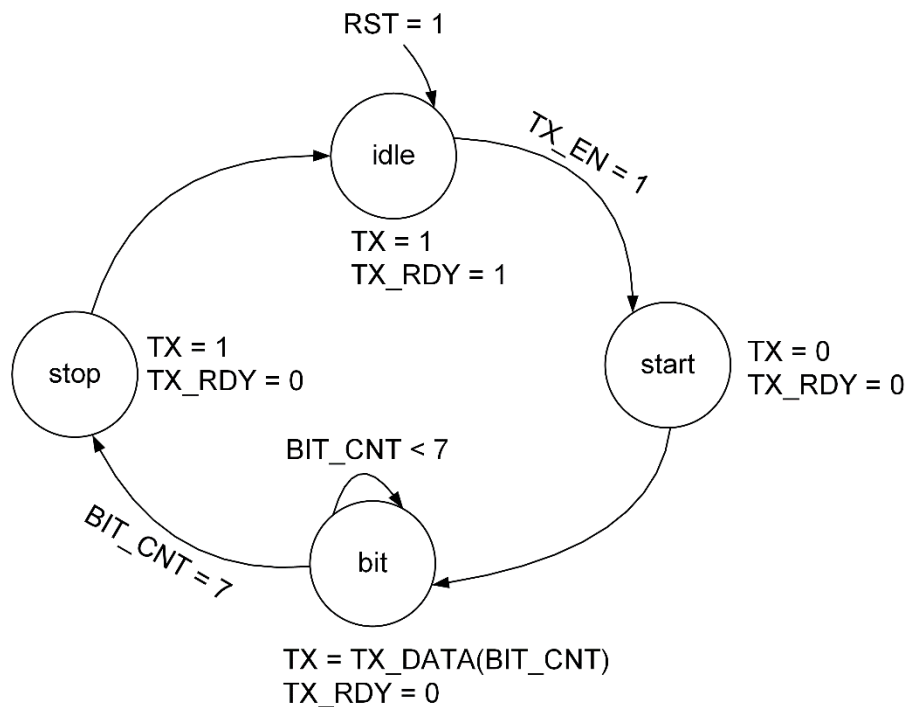 RST = 1
idle
TX_EN = 1
TX = 1
TX_RDY = 1
start
TX = 0
TX_RDY = 0
stop
TX = 1
TX_RDY = 0
BIT_CNT < 7
bit
BIT_CNT = 7
TX = TX_DATA(BIT_CNT)
TX_RDY = 0